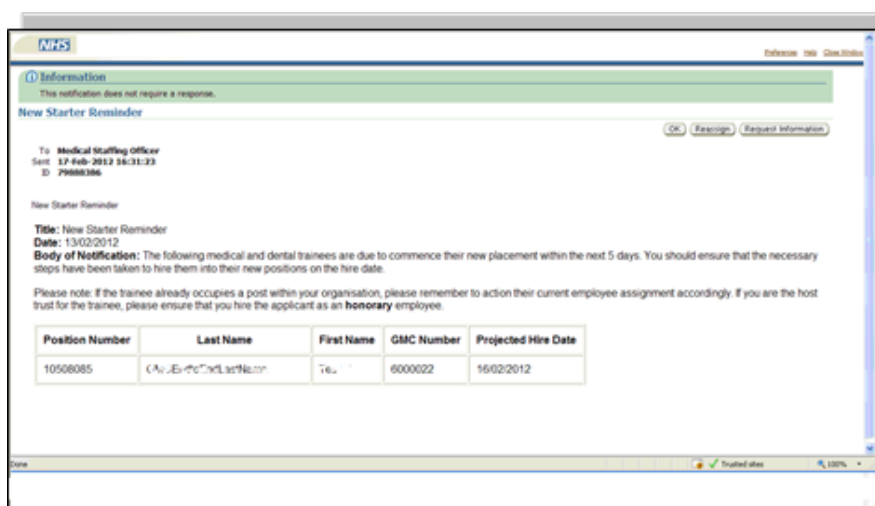 NHS
Preferences Help Close Window
Information
This notification does not require a response.
New Starter Reminder
OK Reassign Request Information
To Medical Staffing Officer
Sent 17-Feb-2012 16:31:23
ID 79888386
New Starter Reminder
Title: New Starter Reminder
Date: 13/02/2012
Body of Notification: The following medical and dental trainees are due to commence their new placement within the next 5 days. You should ensure that the necessary
steps have been taken to hire them into their new positions on the hire date.
Please note: If the trainee already occupies a post within your organisation, please remember to action their current employee assignment accordingly. If you are the host
trust for the trainee, please ensure that you hire the applicant as an honorary employee.
Position Number Last Name First Name GMC Number Projected Hire Date
10508085 6000022 16/02/2012
Done Trusted sites 100%